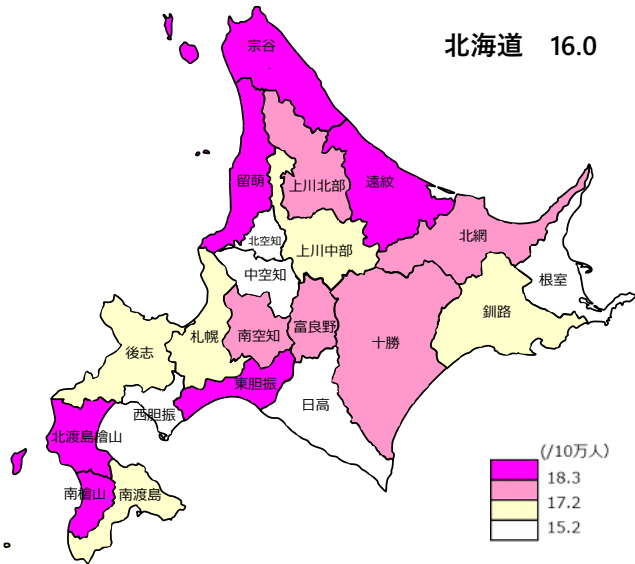 北海道 16.0
宗谷
留萌
上川北部
遠紋
北空知
上川中部
北網
中空知
根室
後志
札幌
南空知
富良野
十勝
釧路
東胆振
西胆振
日高
北渡島檜山
南檜山
南渡島
(/10万人)
18.3
17.2
15.2